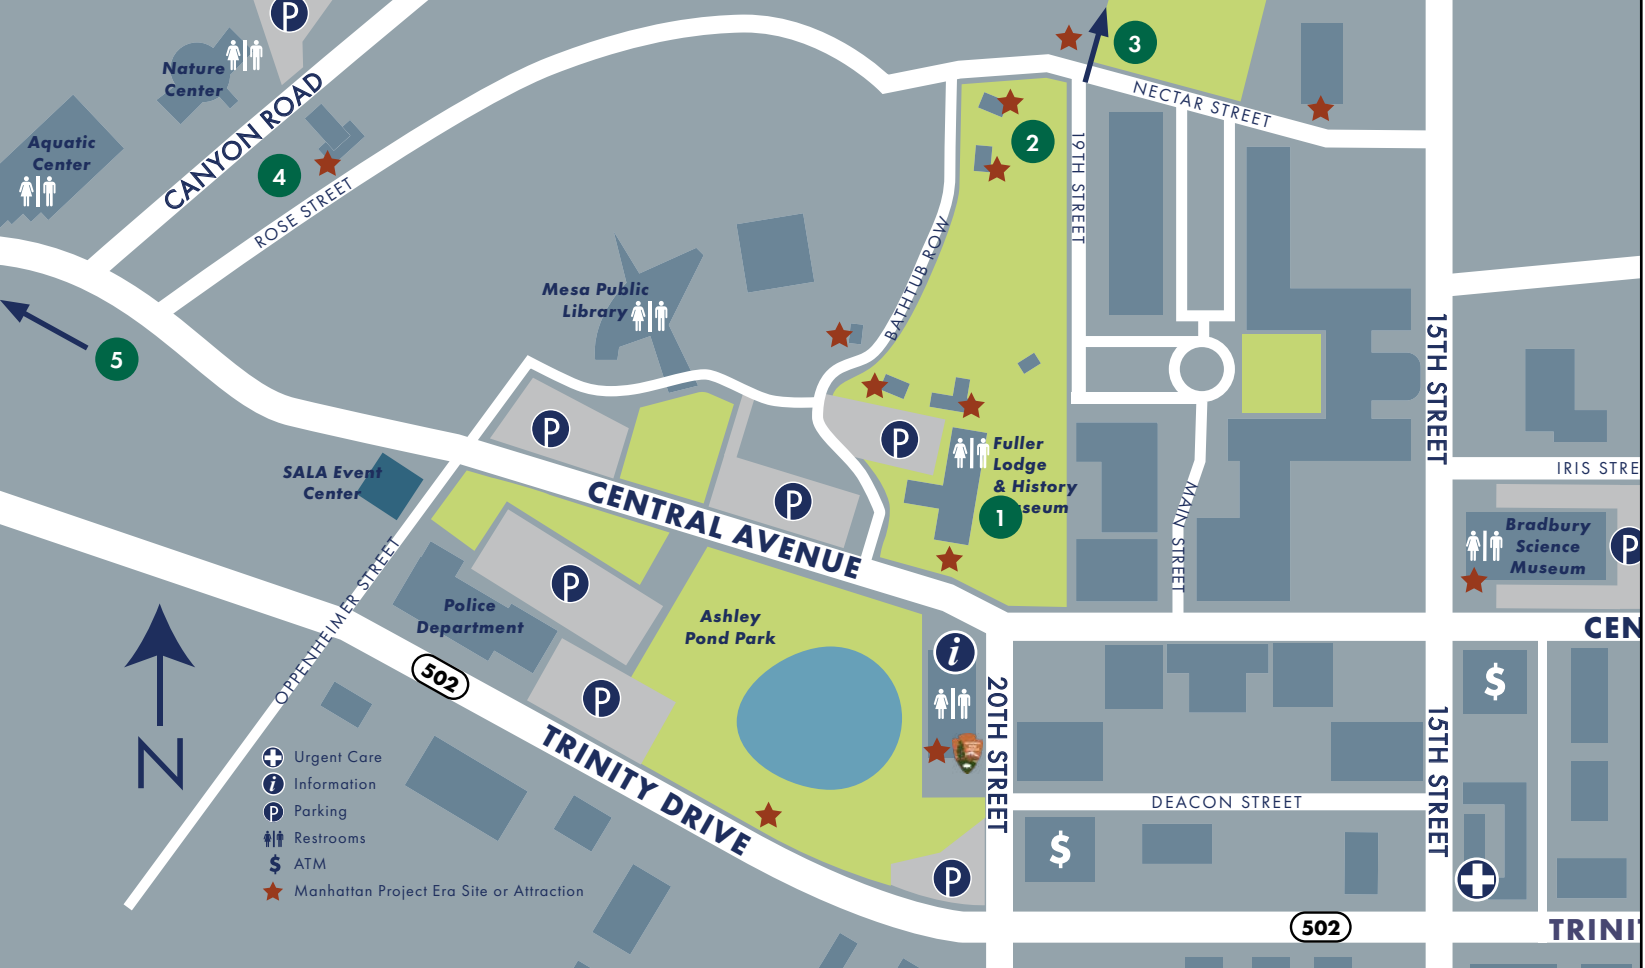 P
Nature
Center
CANYON ROAD
Aquatic
Center
4
ROSE STREET
3
NECTAR STREET
2
19TH STREET
BATHTUB ROW
Mesa Public
Library
5
15TH STREET
P
P
Fuller
Lodge
& History
seum
1
SALA Event
Center
CENTRAL AVENUE
P
MAIN STREET
IRIS STRE
Bradbury
Science
Museum
P
P
Police
Department
OPPENHEIMER STREET
Ashley
Pond Park
CEN
i
$
502
P
20TH STREET
15TH STREET
TRINITY DRIVE
DEACON STREET
$
P
N
Urgent Care
i Information
P Parking
Restrooms
$ ATM
Manhattan Project Era Site or Attraction
502
TRINI